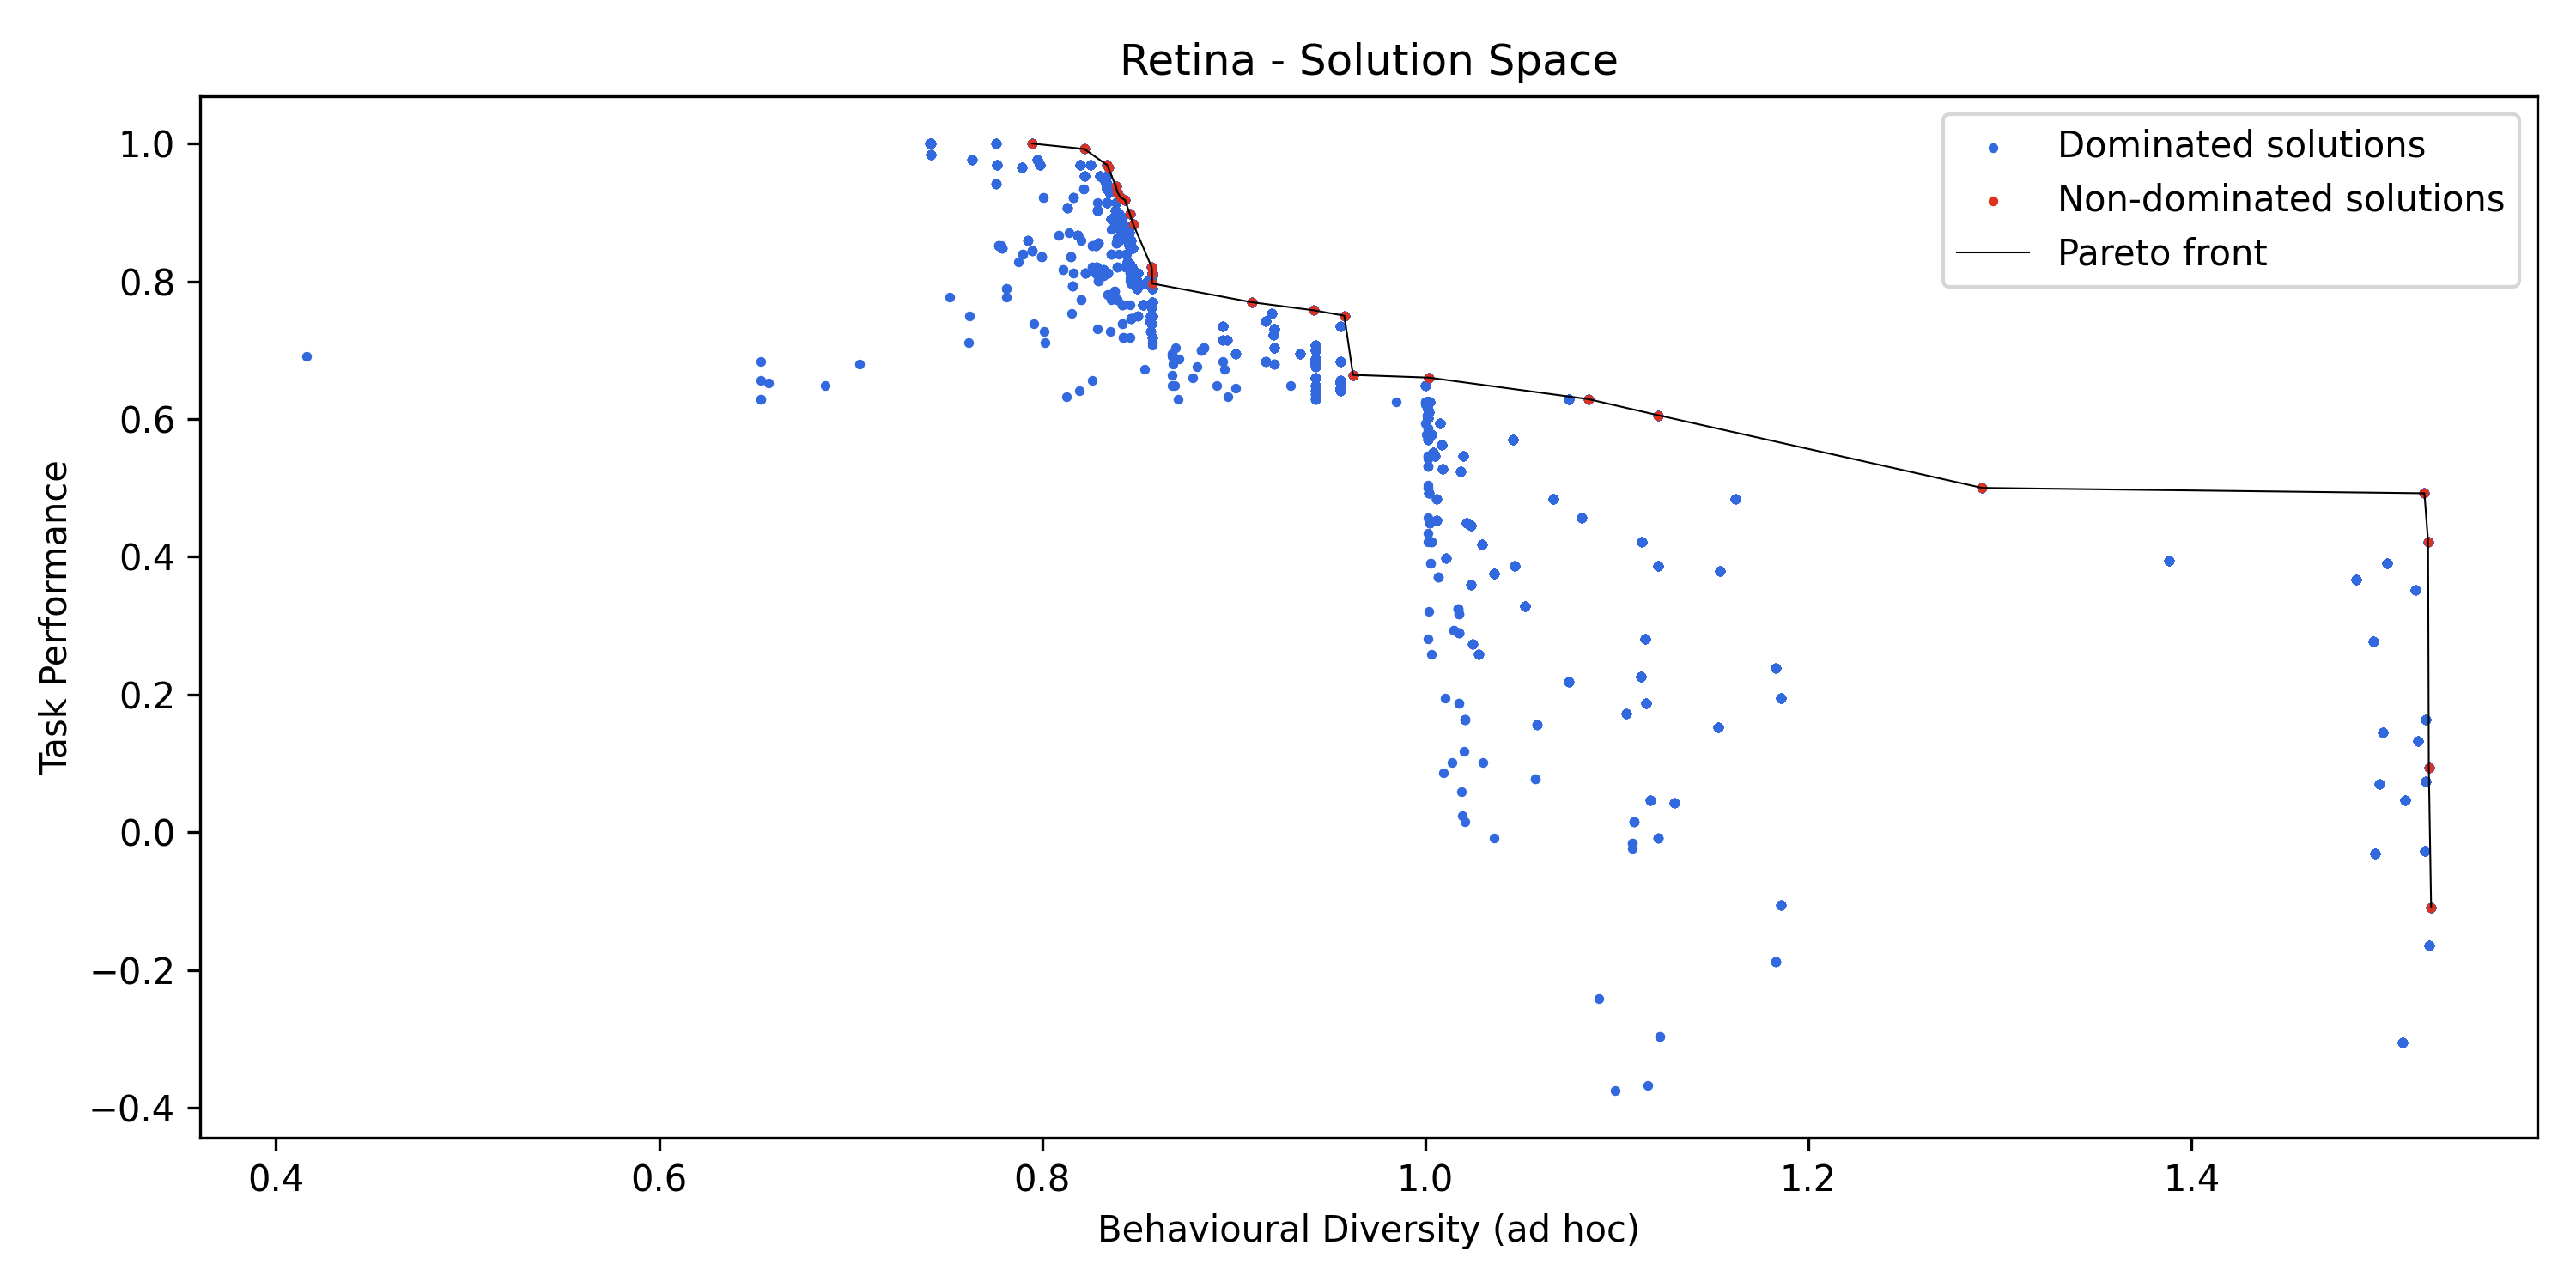 Retina - Solution Space
Dominated solutions
Non-dominated solutions
Pareto front
Task Performance
1.0
0.8
0.6
0.4
0.2
0.0
−0.2
−0.4
0.4 0.6 0.8 1.0 1.2 1.4
Behavioural Diversity (ad hoc)